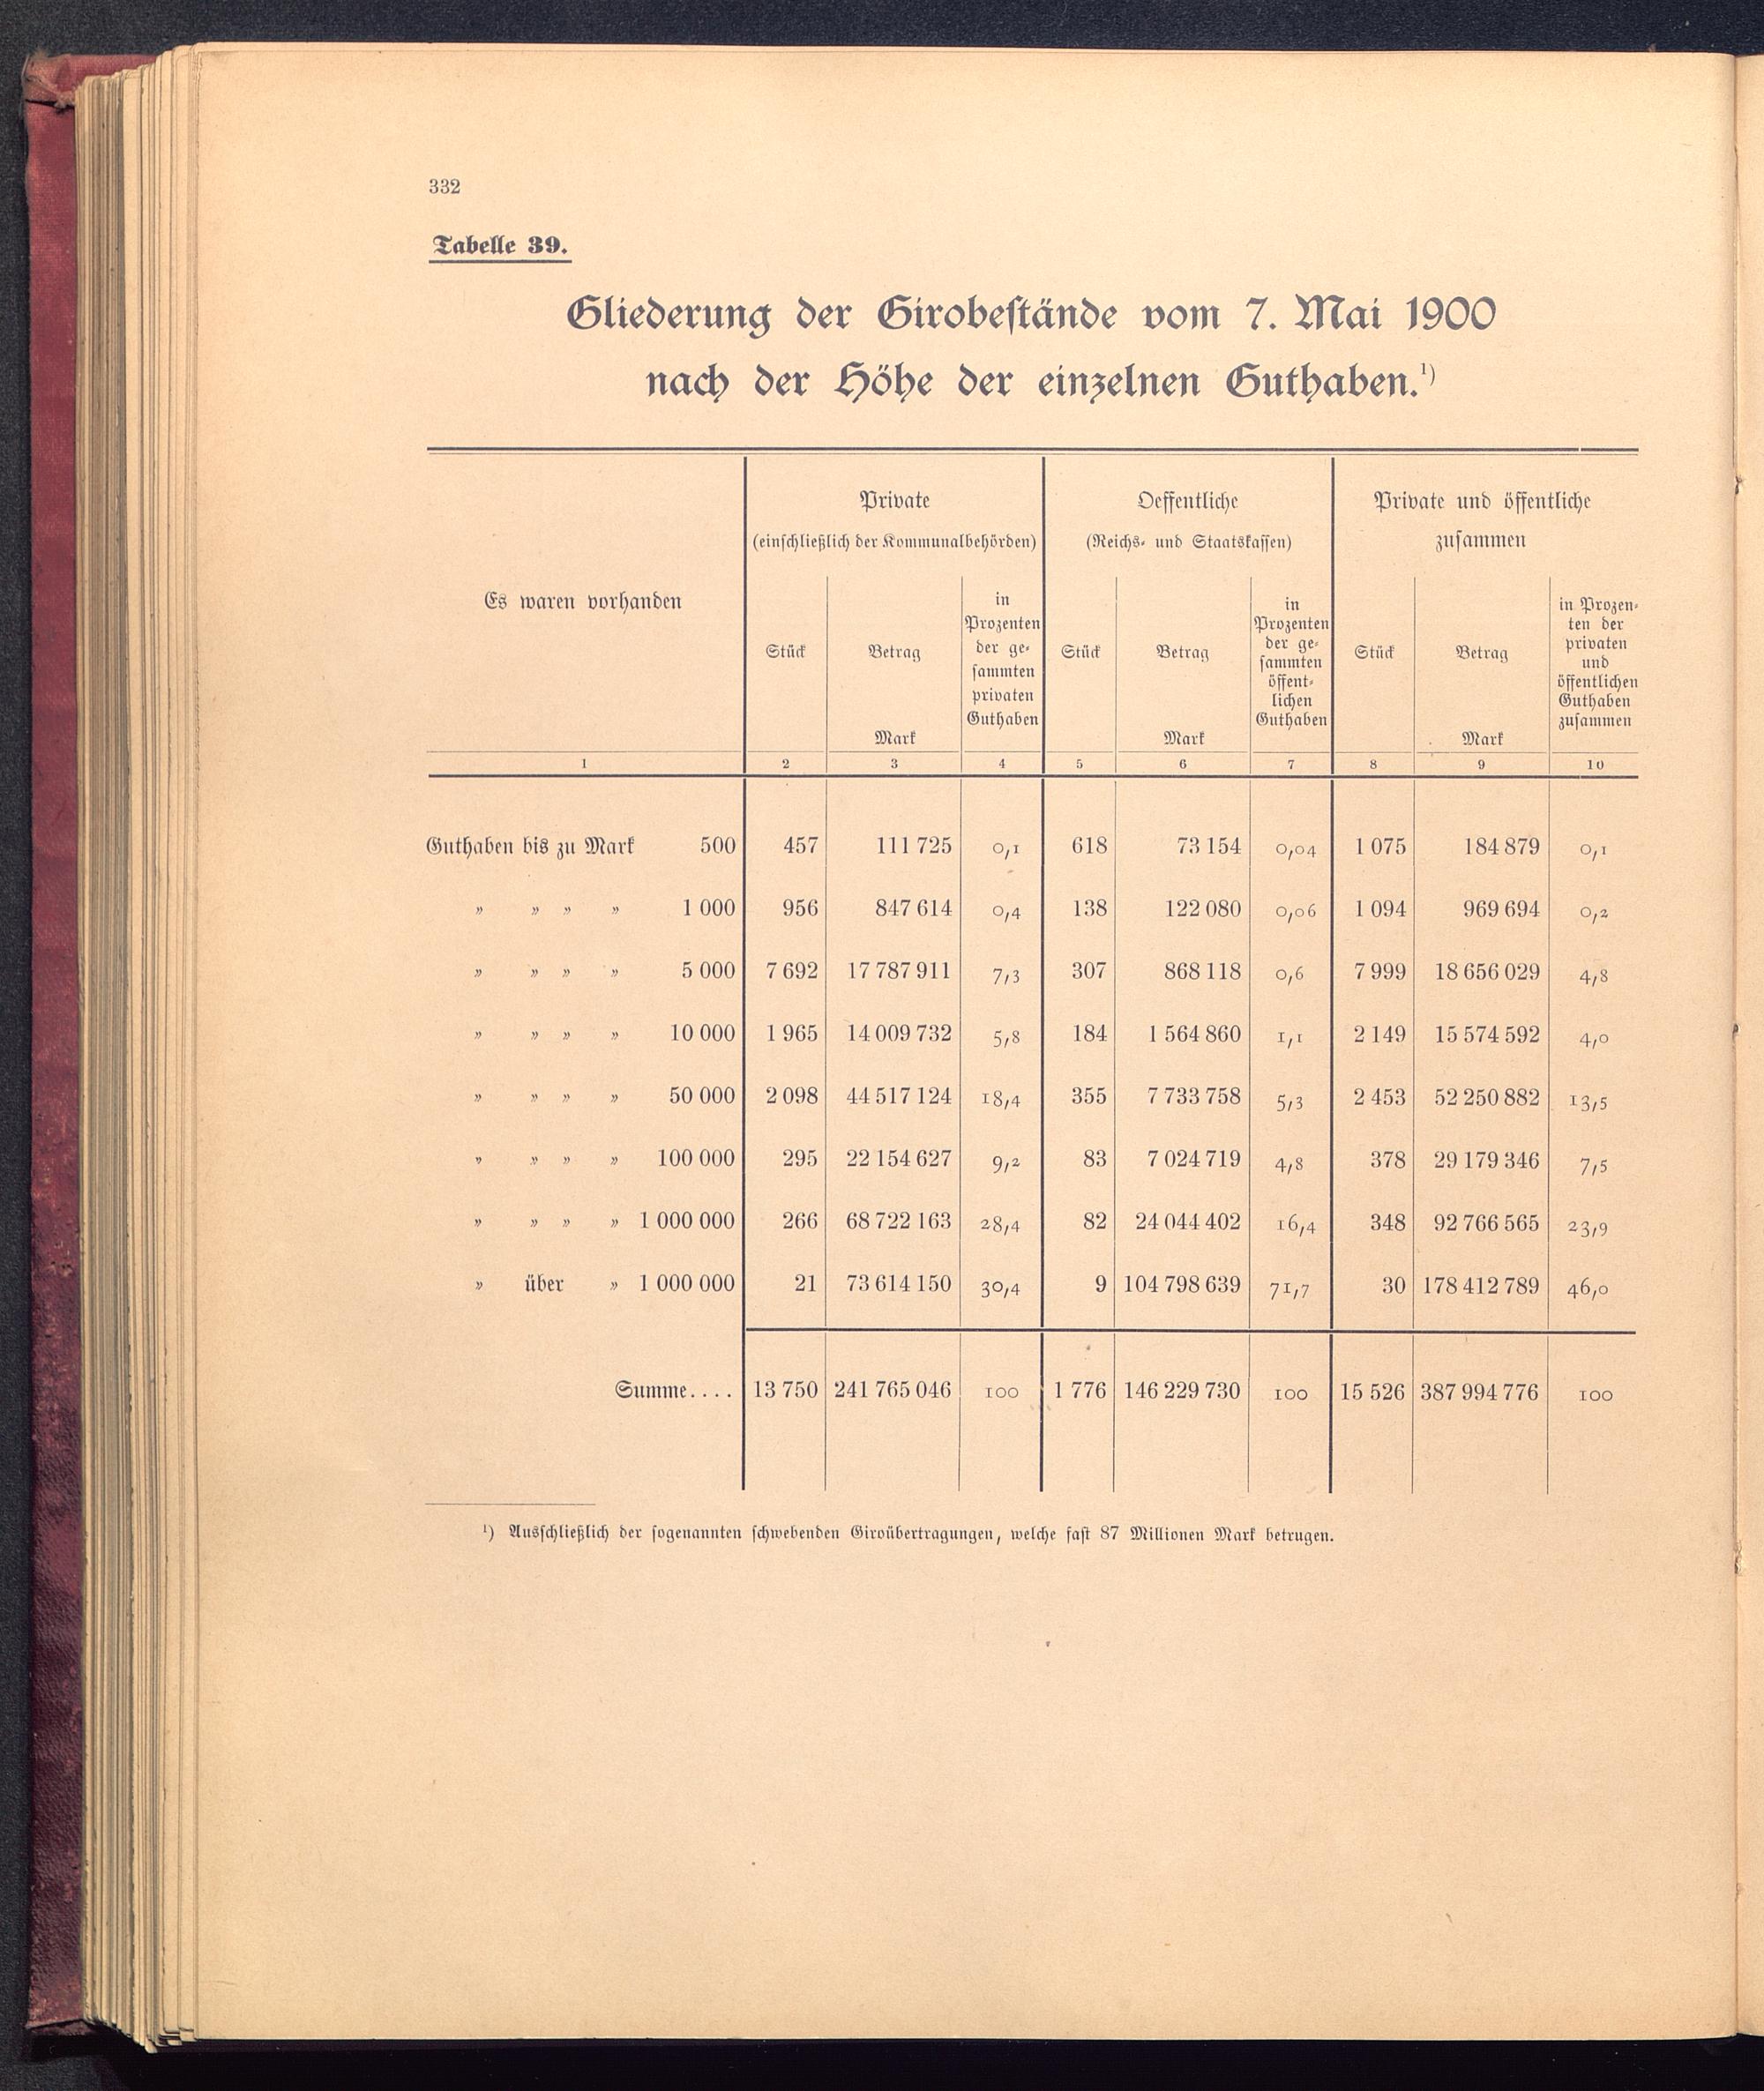 332
Tabelle 39.
Gliederung der Girobestände vom 7. Mai 1900
nach der Höhe der einzelnen Guthaben.¹)
Es waren vorhanden
Private
(einschließlich der Kommunalbehörden)
Oeffentliche
(Reichs- und Staatskassen)
Private und öffentliche
zusammen
Stück
Betrag
Mark
in
Prozenten
der ge-
sammten
privaten
Guthaben
Stück
Betrag
Mark
in
Prozenten
der ge-
sammten
öffent-
lichen
Guthaben
Stück
Betrag
Mark
in Prozen-
ten der
privaten
und
öffentlichen
Guthaben
zusammen
1 2 3 4 5 6 7 8 9 10
Guthaben bis zu Mark 500 457 111 725 0,1 618 73 154 0,04 1 075 184 879 0,1
" " " " 1 000 956 847 614 0,4 138 122 080 0,06 1 094 969 694 0,2
" " " " 5 000 7 692 17 787 911 7,3 307 868 118 0,6 7 999 18 656 029 4,8
" " " " 10 000 1 965 14 009 732 5,8 184 1 564 860 1,1 2 149 15 574 592 4,0
" " " " 50 000 2 098 44 517 124 18,4 355 7 733 758 5,3 2 453 52 250 882 13,5
" " " " 100 000 295 22 154 627 9,2 83 7 024 719 4,8 378 29 179 346 7,5
" " " " 1 000 000 266 68 722 163 28,4 82 24 044 402 16,4 348 92 766 565 23,9
" über " 1 000 000 21 73 614 150 30,4 9 104 798 639 71,7 30 178 412 789 46,0
Summe.... 13 750 241 765 046 100 1 776 146 229 730 100 15 526 387 994 776 100
¹) Ausschließlich der sogenannten schwebenden Giroübertragungen, welche fast 87 Millionen Mark betrugen.